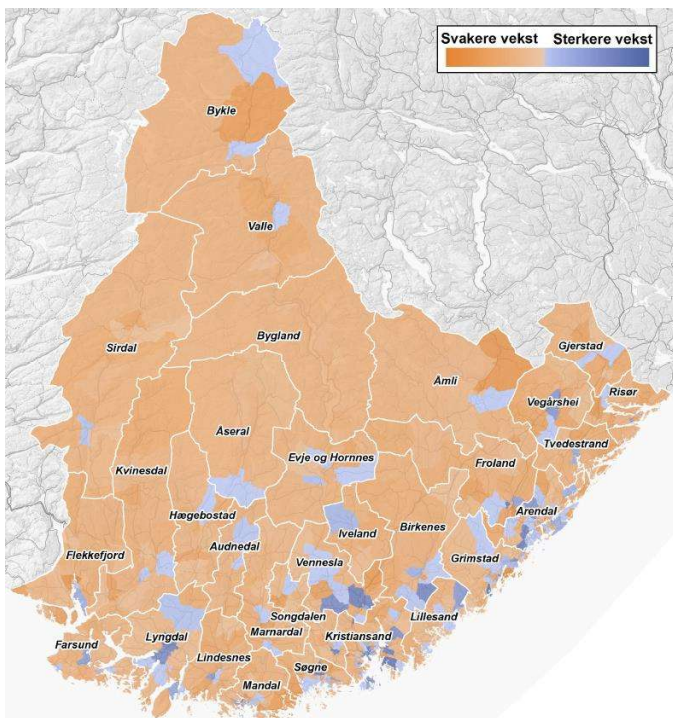 Svakere vekst Sterkere vekst
Bykle
Valle
Sirdal
Bygland
Gjerstad
Åmli
Risør
Vegårshei
Åseral
Tvedestrand
Evje og Hornnes
Kvinesdal
Froland
Hægebostad
Arendal
Iveland
Birkenes
Audnedal
Flekkefjord
Grimstad
Vennesla
Songdalen
Lillesand
Marnardal
Kristiansand
Lyngdal
Farsund
Lindesnes
Søgne
Mandal